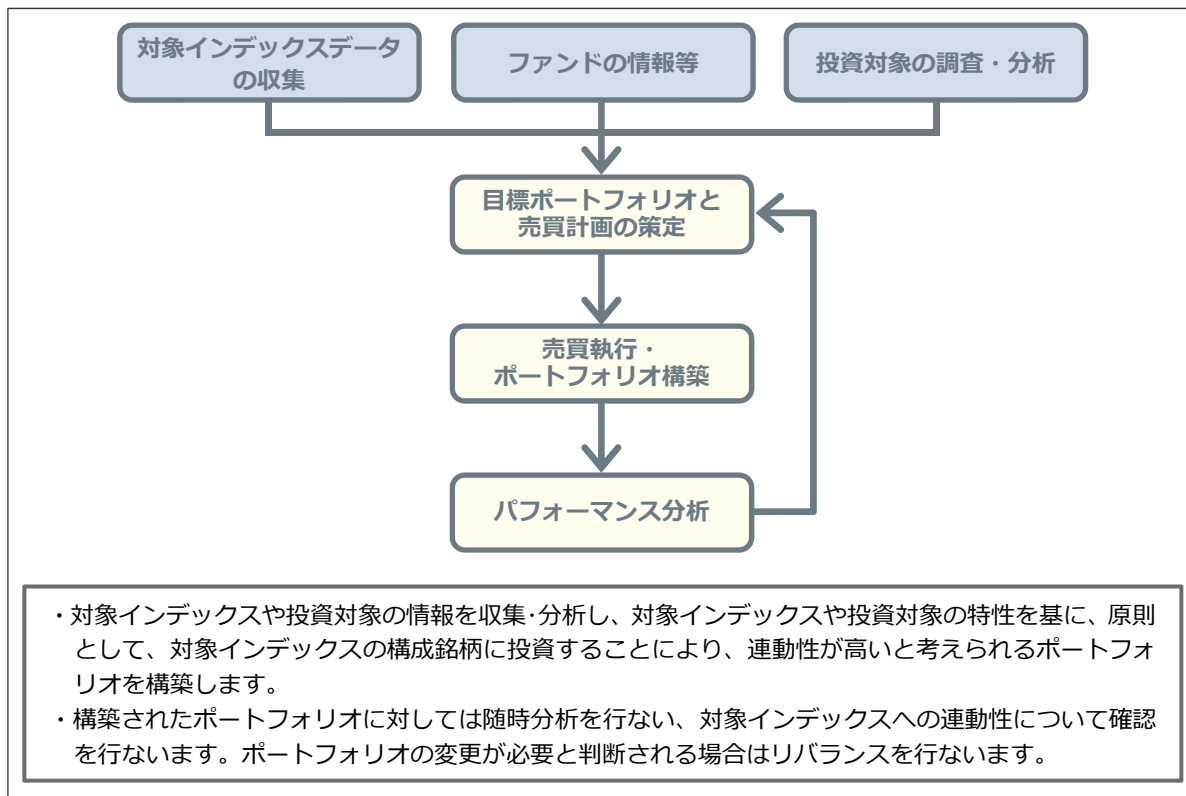 対象インデックスデータ
の収集
ファンドの情報等
投資対象の調査・分析
目標ポートフォリオと
売買計画の策定
売買執行・
ポートフォリオ構築
パフォーマンス分析
・対象インデックスや投資対象の情報を収集･分析し、対象インデックスや投資対象の特性を基に、原則
として、対象インデックスの構成銘柄に投資することにより、連動性が高いと考えられるポートフォ
リオを構築します。
・構築されたポートフォリオに対しては随時分析を行ない、対象インデックスへの連動性について確認
を行ないます。ポートフォリオの変更が必要と判断される場合はリバランスを行ないます。